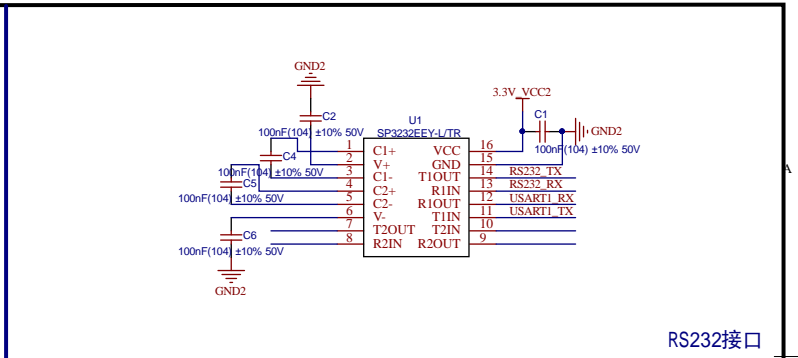 GND2
3.3V_VCC2
C2
U1
C1
100nF(104) ±10% 50V
SP3232EEY-L/TR
GND2
1 C1+ VCC 16
100nF(104) ±10% 50V
2 V+ GND 15
C4
3 C1- T1OUT 14 RS232_TX
100nF(104) ±10% 50V
4 C2+ R1IN 13 RS232_RX
C5
5 C2- R1OUT 12 USART1_RX
100nF(104) ±10% 50V
6 V- T1IN 11 USART1_TX
7 T2OUT T2IN 10
C6
8 R2IN R2OUT 9
100nF(104) ±10% 50V
GND2
A
RS232接口